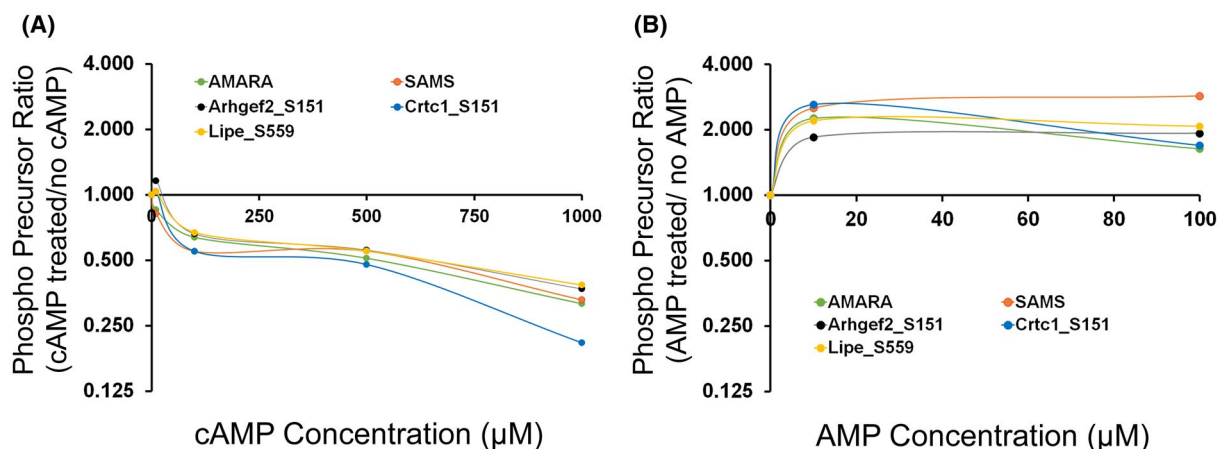 (A)
Phospho Precursor Ratio
(cAMP treated/no cAMP)
4.000
2.000
1.000
0.500
0.250
0.125
AMARA
SAMS
Arhgef2_S151
Crtc1_S151
Lipe_S559
0
250
500
750
1000
cAMP Concentration (µM)
(B)
Phospho Precursor Ratio
(AMP treated/ no AMP)
4.000
2.000
1.000
0.500
0.250
0.125
0
20
40
60
80
100
AMARA
SAMS
Arhgef2_S151
Crtc1_S151
Lipe_S559
AMP Concentration (µM)